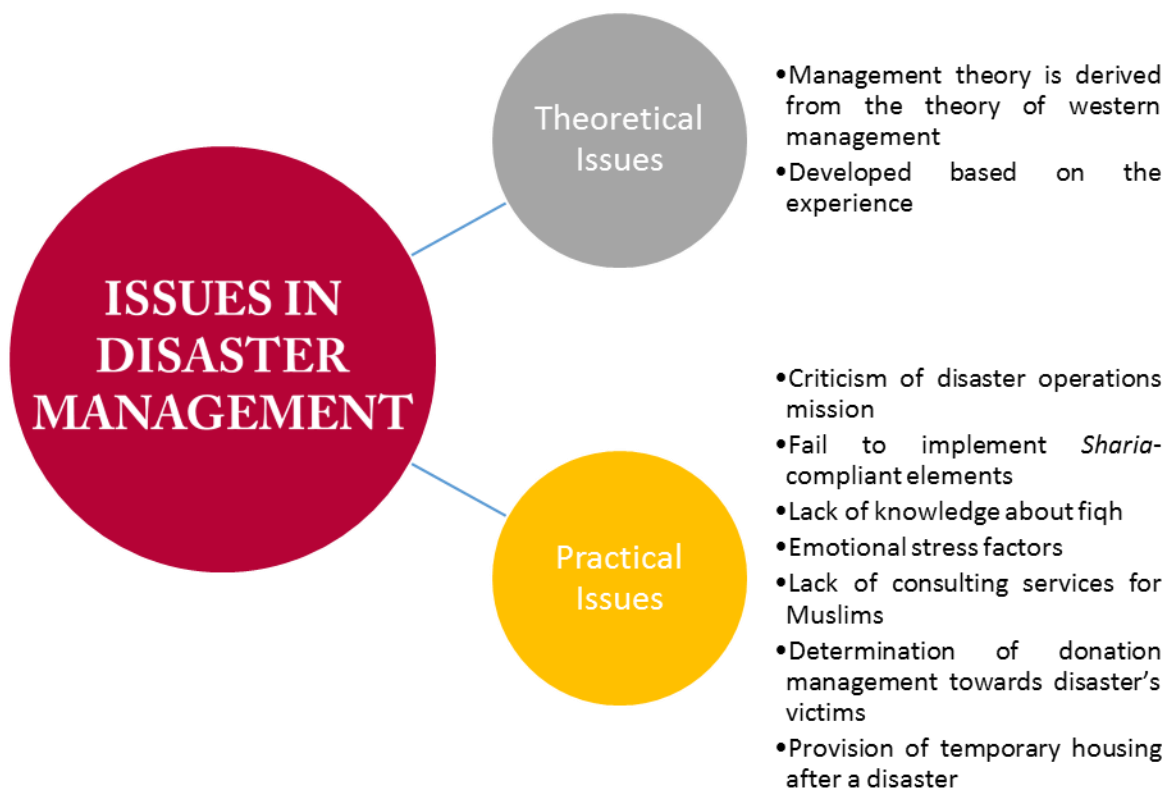 ISSUES IN
DISASTER
MANAGEMENT
Theoretical
Issues
•Management theory is derived
from the theory of western
management
•Developed based on the
experience
Practical
Issues
•Criticism of disaster operations
mission
•Fail to implement Sharia-
compliant elements
•Lack of knowledge about fiqh
•Emotional stress factors
•Lack of consulting services for
Muslims
•Determination of donation
management towards disaster’s
victims
•Provision of temporary housing
after a disaster